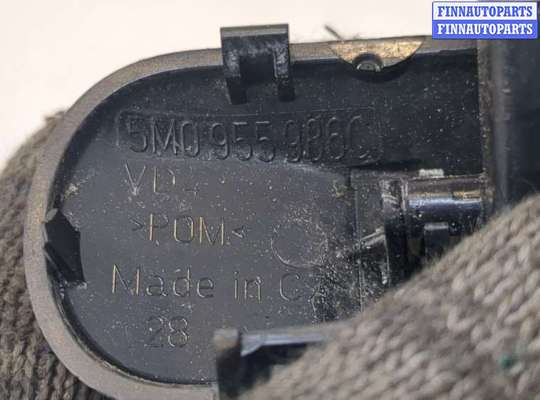 FINNAUTOPARTS
FINNAUTOPARTS
5M0 955 986C
VD
>POM<
Made in
28